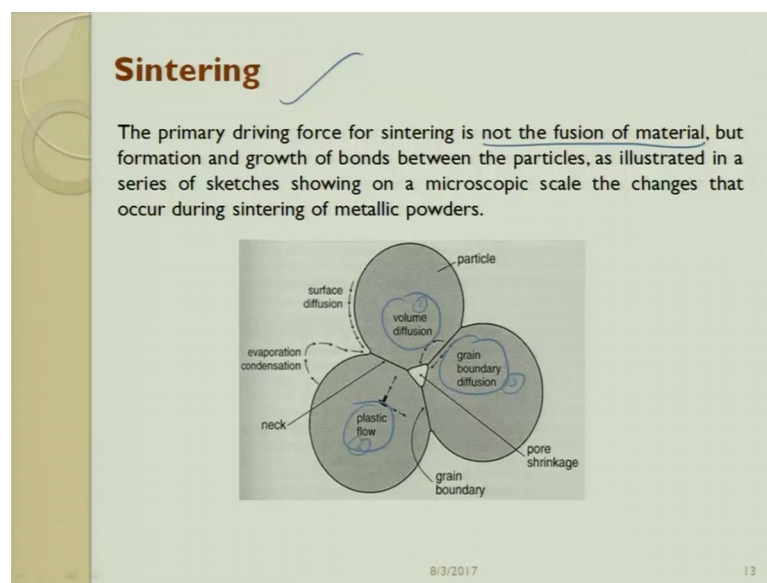 Sintering
The primary driving force for sintering is not the fusion of material, but
formation and growth of bonds between the particles, as illustrated in a
series of sketches showing on a microscopic scale the changes that
occur during sintering of metallic powders.
particle
surface
diffusion
volume
diffusion
evaporation
condensation
grain
boundary
diffusion
neck
plastic
flow
pore
shrinkage
grain
boundary
8/3/2017
13